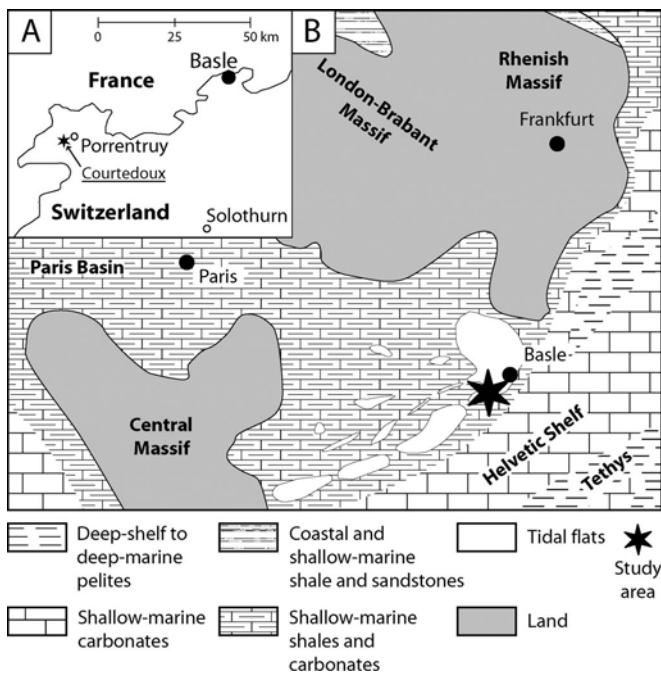 A
0 25 50 km
France
Basle
Porrentruy
Courtedoux
Switzerland
Solothurn
B
London-Brabant
Massif
Rhenish
Massif
Frankfurt
Paris Basin
Paris
Basle
Central
Massif
Helvetic Shelf
Tethys
Deep-shelf to
deep-marine
pelites
Coastal and
shallow-marine
shale and sandstones
Tidal flats
Study
area
Shallow-marine
carbonates
Shallow-marine
shales and
carbonates
Land